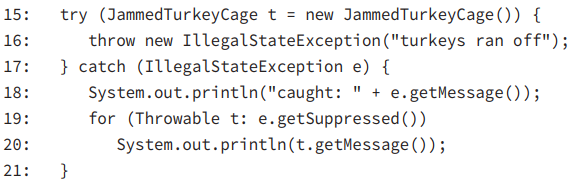 15:   try (JammedTurkeyCage t = new JammedTurkeyCage()) {
16:      throw new IllegalStateException("turkeys ran off");
17:   } catch (IllegalStateException e) {
18:      System.out.println("caught: " + e.getMessage());
19:      for (Throwable t: e.getSuppressed())
20:         System.out.println(t.getMessage());
21:   }